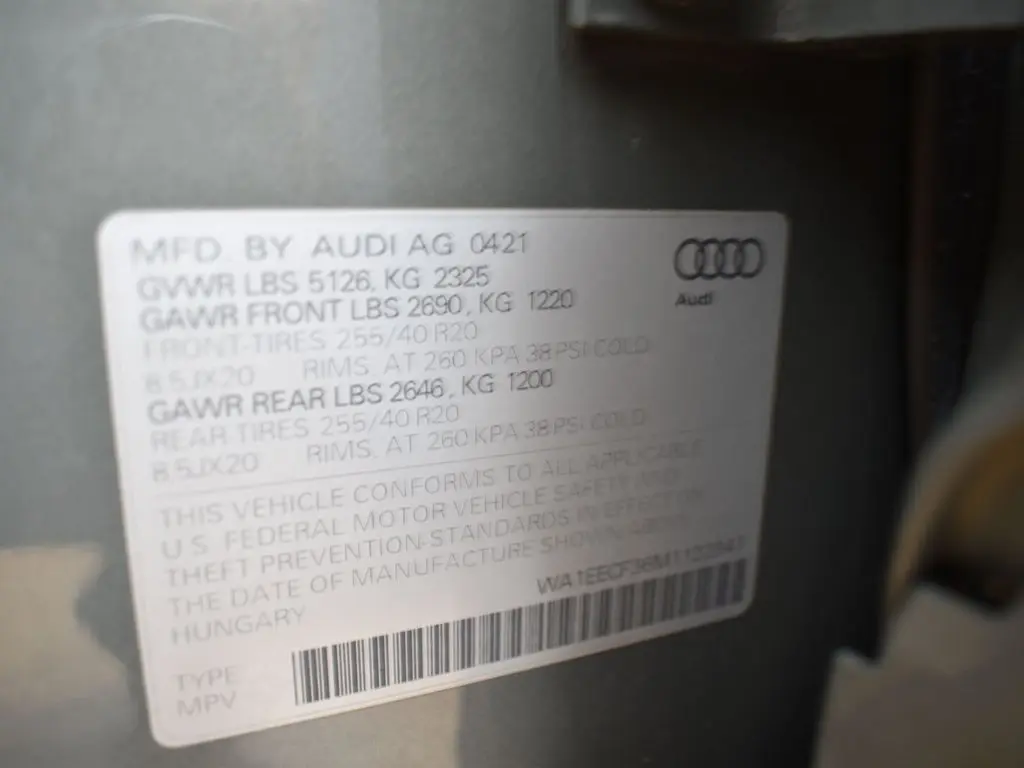 MFD. BY AUDI AG 0421
GVWR LBS 5126, KG 2325
GAWR FRONT LBS 2690, KG 1220
FRONT-TIRES 255/40 R20
8.5JX20 RIMS, AT 260 KPA 38 PSI COLD
GAWR REAR LBS 2646, KG 1200
REAR TIRES 255/40 R20
8.5JX20 RIMS, AT 260 KPA 38 PSI COLD
THIS VEHICLE CONFORMS TO ALL APPLICABLE
U.S. FEDERAL MOTOR VEHICLE SAFETY AND
THEFT PREVENTION-STANDARDS IN EFFECT ON
THE DATE OF MANUFACTURE SHOWN ABOVE
HUNGARY
TYPE
MPV
Audi